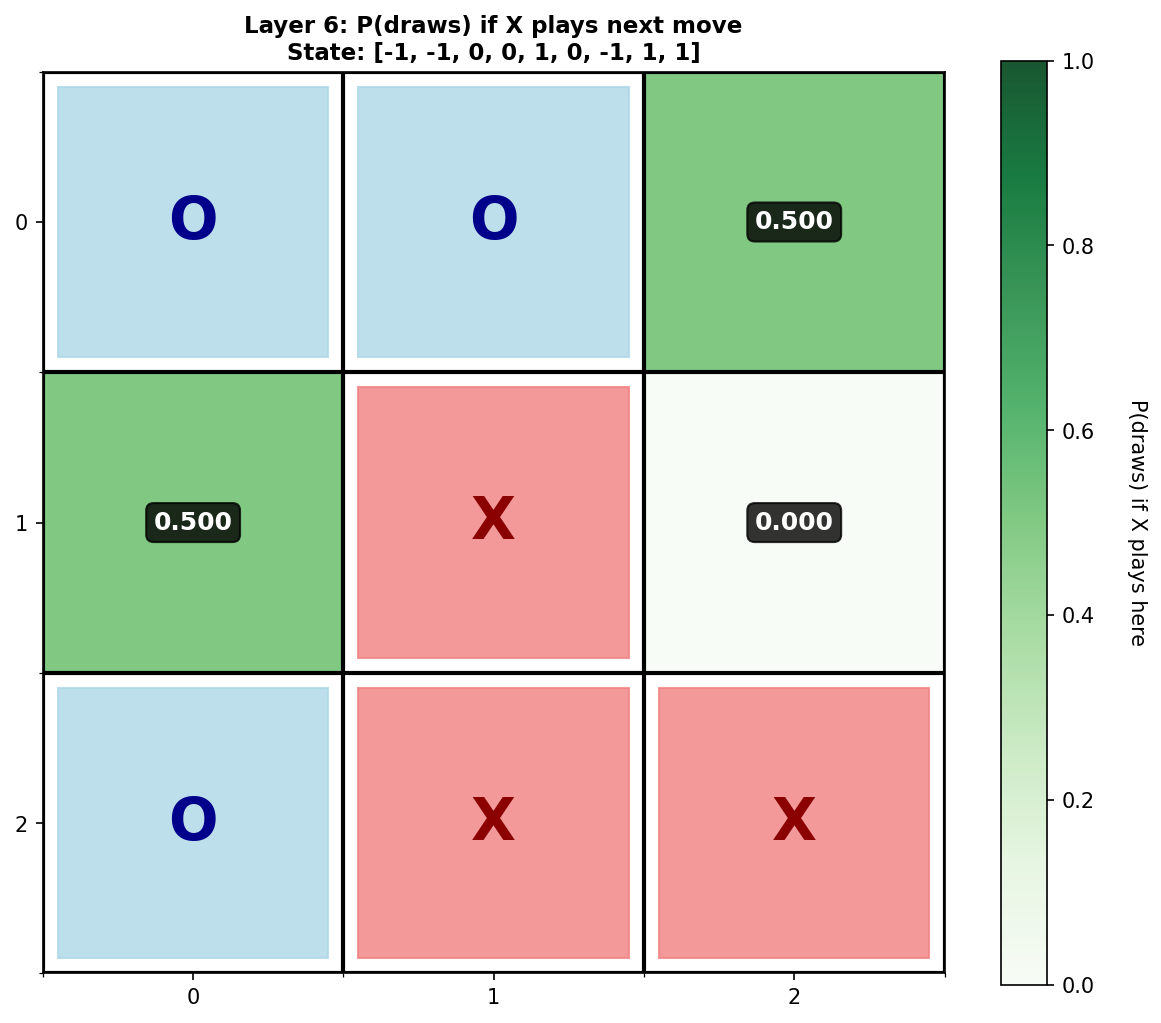 Layer 6: P(draws) if X plays next move
State: [-1, -1, 0, 0, 1, 0, -1, 1, 1]
0 O O 0.500
1 0.500 X 0.000
2 O X X
0 1 2
1.0
0.8
0.6
0.4
0.2
0.0
P(draws) if X plays here